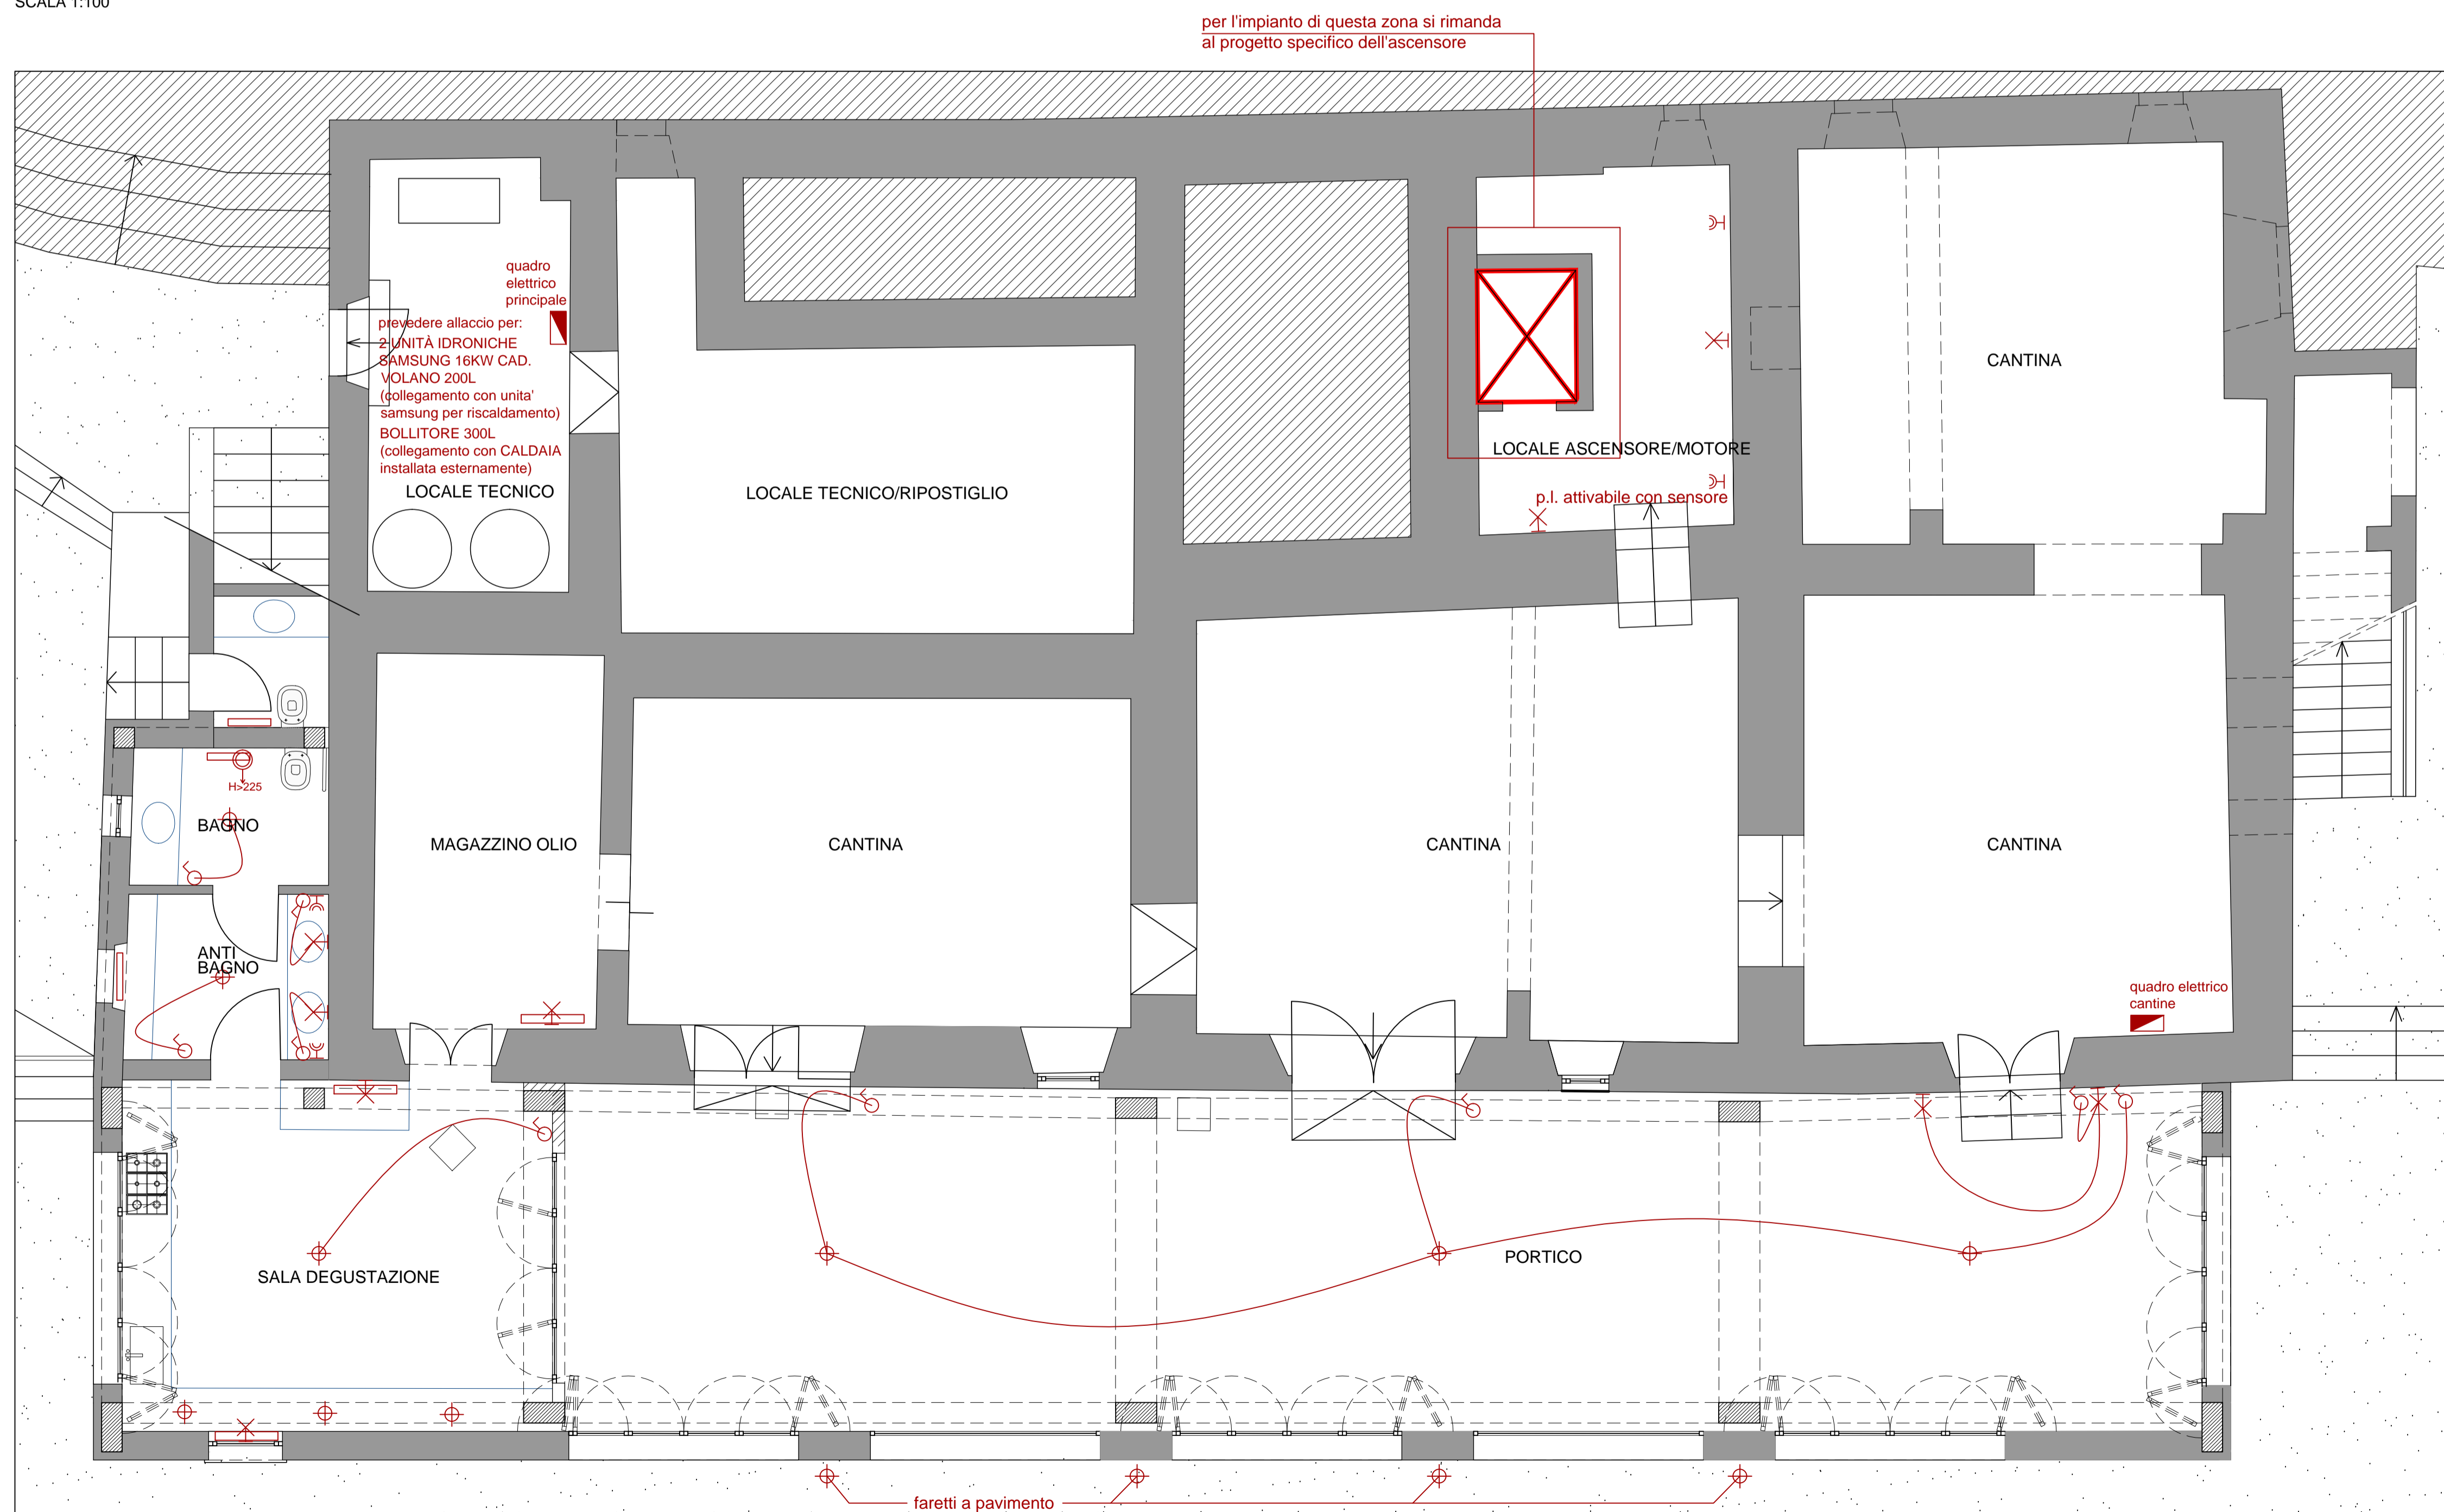 SCALA 1:100
per l'impianto di questa zona si rimanda
al progetto specifico dell'ascensore
quadro
elettrico
principale
prevedere allaccio per:
2 UNITÀ IDRONICHE
SAMSUNG 16KW CAD.
VOLANO 200L
(collegamento con unita'
samsung per riscaldamento)
BOLLITORE 300L
(collegamento con CALDAIA
installata esternamente)
LOCALE TECNICO
LOCALE TECNICO/RIPOSTIGLIO
LOCALE ASCENSORE/MOTORE
p.l. attivabile con sensore
CANTINA
H>225
BAGNO
MAGAZZINO OLIO
CANTINA
CANTINA
CANTINA
ANTI
BAGNO
quadro elettrico
cantine
SALA DEGUSTAZIONE
PORTICO
faretti a pavimento